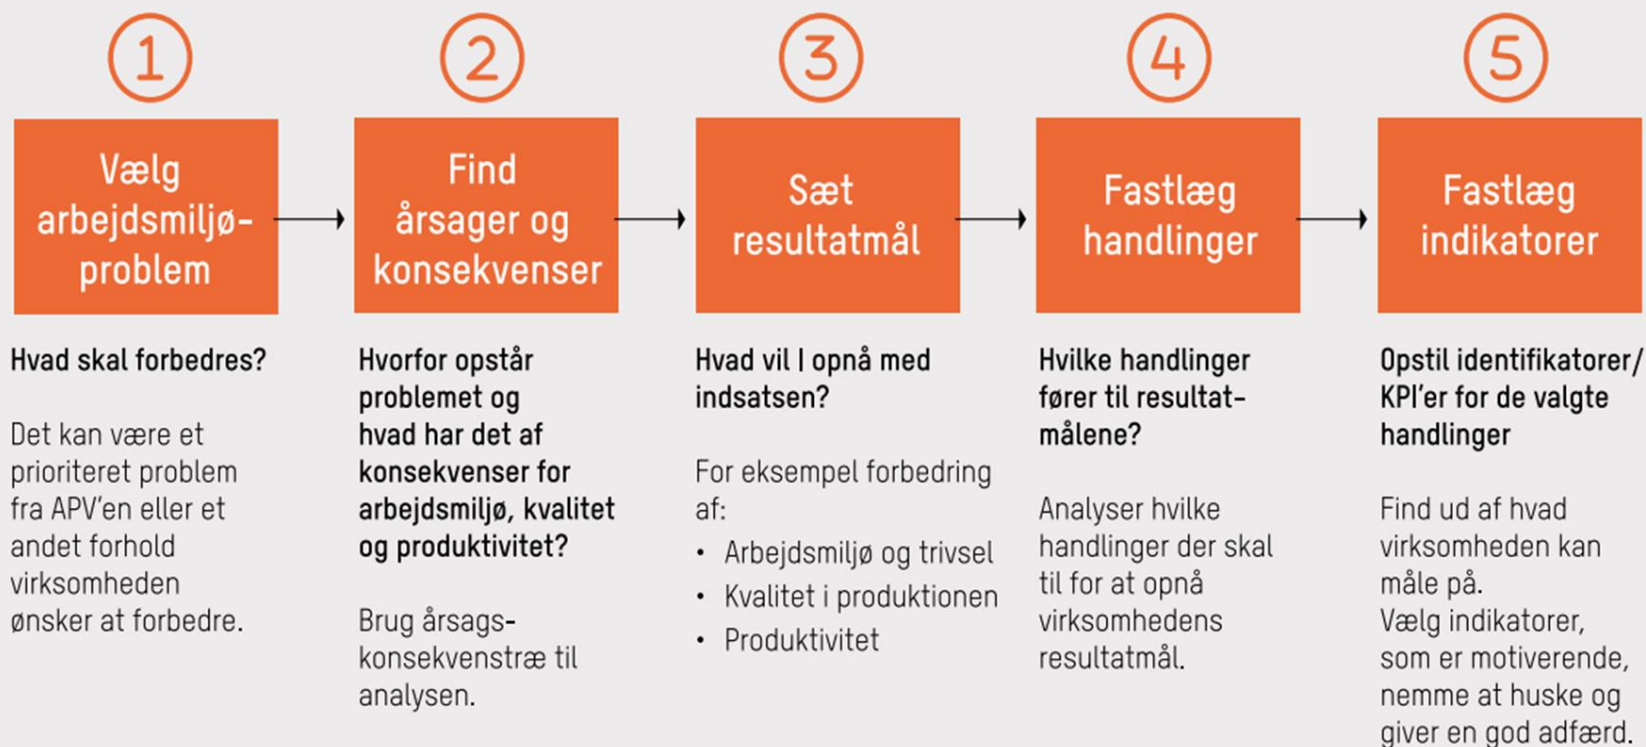 1
Vælg
arbejdsmiljø-
problem
Hvad skal forbedres?
Det kan være et
prioriteret problem
fra APV'en eller et
andet forhold
virksomheden
ønsker at forbedre.
2
Find
årsager og
konsekvenser
Hvorfor opstår
problemet og
hvad har det af
konsekvenser for
arbejdsmiljø, kvalitet
og produktivitet?
Brug årsags-
konsekvenstræ til
analysen.
3
Sæt
resultatmål
Hvad vil I opnå med
indsatsen?
For eksempel forbedring
af:
• Arbejdsmiljø og trivsel
• Kvalitet i produktionen
• Produktivitet
4
Fastlæg
handlinger
Hvilke handlinger
fører til resultat-
målene?
Analyser hvilke
handlinger der skal
til for at opnå
virksomhedens
resultatmål.
5
Fastlæg
indikatorer
Opstil identifikatorer/
KPI'er for de valgte
handlinger
Find ud af hvad
virksomheden kan
måle på.
Vælg indikatorer,
som er motiverende,
nemme at huske og
giver en god adfærd.